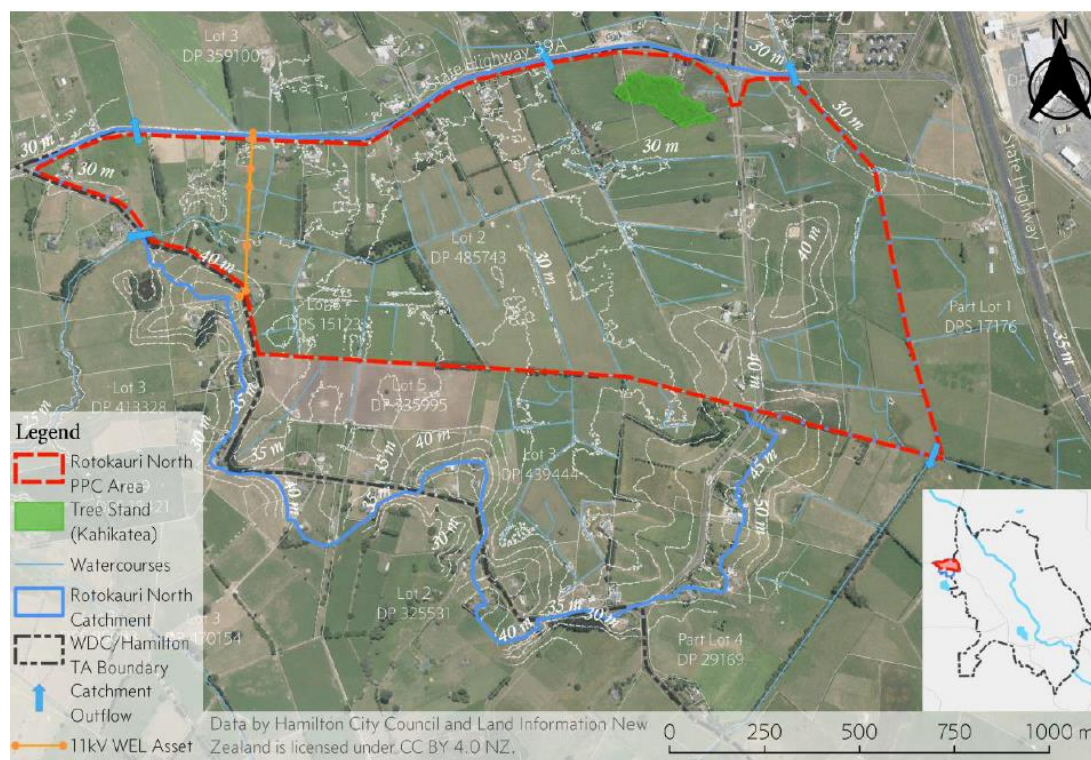 Lot 3
DP 359100
State Highway 39A
N
30 m
30 m
30 m
30 m
30 m
30 m
State Highway 1
40 m
Lot 2
DP 485743
40 m
30 m
DPS 15123
Part Lot 1
DPS 17176
35 m
40 m
Lot 3
DP 413328
35 m
35 m
Lot 5
DP 335995
40 m
30 m
35 m
35 m
Lot 3
DP 439444
45 m
50 m
40 m
35 m
30 m
Lot 2
DP 325531
35 m
30 m
40 m
Part Lot 4
DP 29169
Legend
Rotokauri North
PPC Area
Tree Stand
(Kahikatea)
Watercourses
Rotokauri North
Catchment
WDC/Hamilton
TA Boundary
Catchment
Outflow
11kV WEL Asset
Data by Hamilton City Council and Land Information New
Zealand is licensed under CC BY 4.0 NZ.
0 250 500 750 1000 m